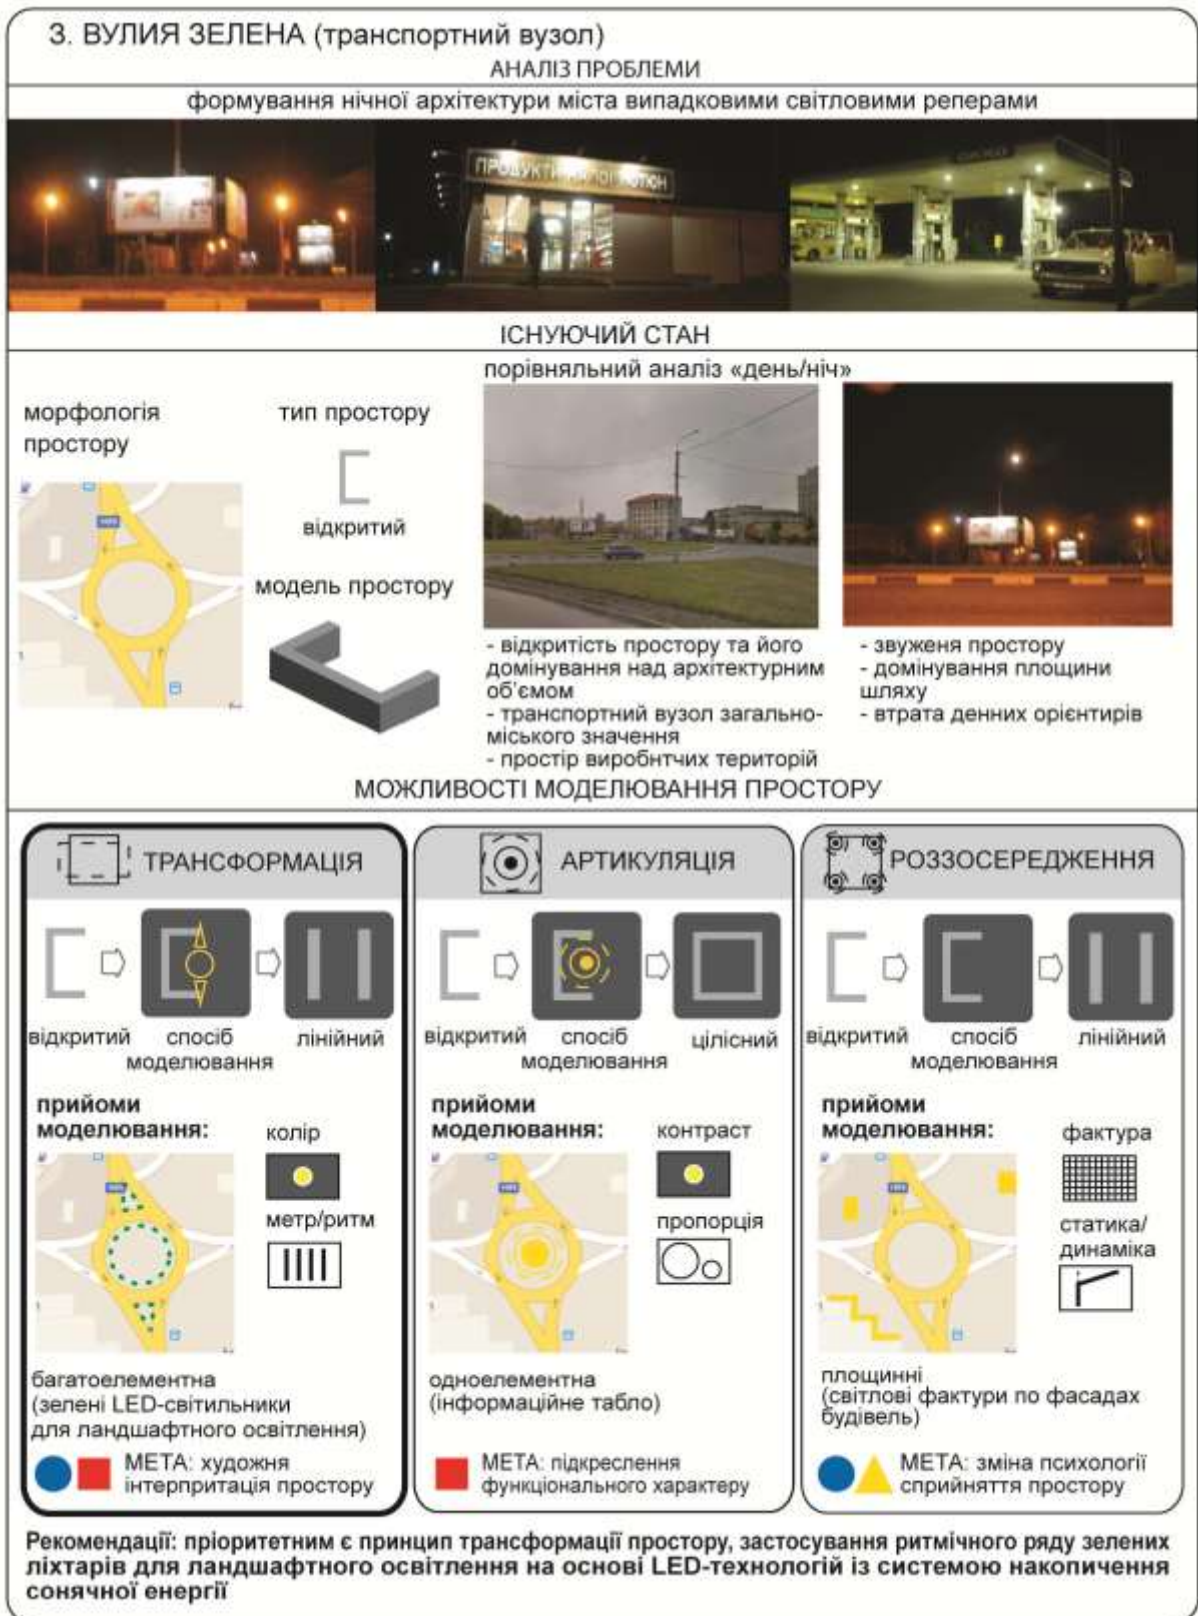 3. ВУЛИЯ ЗЕЛЕНА (транспортний вузол)
АНАЛІЗ ПРОБЛЕМИ
формування нічної архітектури міста випадковими світловими реперами
ПРОДУКТИ
ІСНУЮЧИЙ СТАН
морфологія
простору
тип простору
відкритий
модель простору
порівняльний аналіз «день/ніч»
- відкритість простору та його
домінування над архітектурним
об'ємом
- транспортний вузол загально-
міського значення
- простір виробнтчих територій
- звуженя простору
- домінування площини
шляху
- втрата денних орієнтирів
МОЖЛИВОСТІ МОДЕЛЮВАННЯ ПРОСТОРУ
ТРАНСФОРМАЦІЯ
відкритий
спосіб
моделювання
лінійний
прийоми
моделювання:
колір
метр/ритм
багатоелементна
(зелені LED-світильники
для ландшафтного освітлення)
МЕТА: художня
інтерпритація простору
АРТИКУЛЯЦІЯ
відкритий
спосіб
моделювання
цілісний
прийоми
моделювання:
контраст
пропорція
одноелементна
(інформаційне табло)
МЕТА: підкреслення
функціонального характеру
РОЗЗОСЕРЕДЖЕННЯ
відкритий
спосіб
моделювання
лінійний
прийоми
моделювання:
фактура
статика/
динаміка
площинні
(світлові фактури по фасадах
будівель)
МЕТА: зміна психології
сприйняття простору
Рекомендації: пріоритетним є принцип трансформації простору, застосування ритмічного ряду зелених
ліхтарів для ландшафтного освітлення на основі LED-технологій із системою накопичення
сонячної енергії